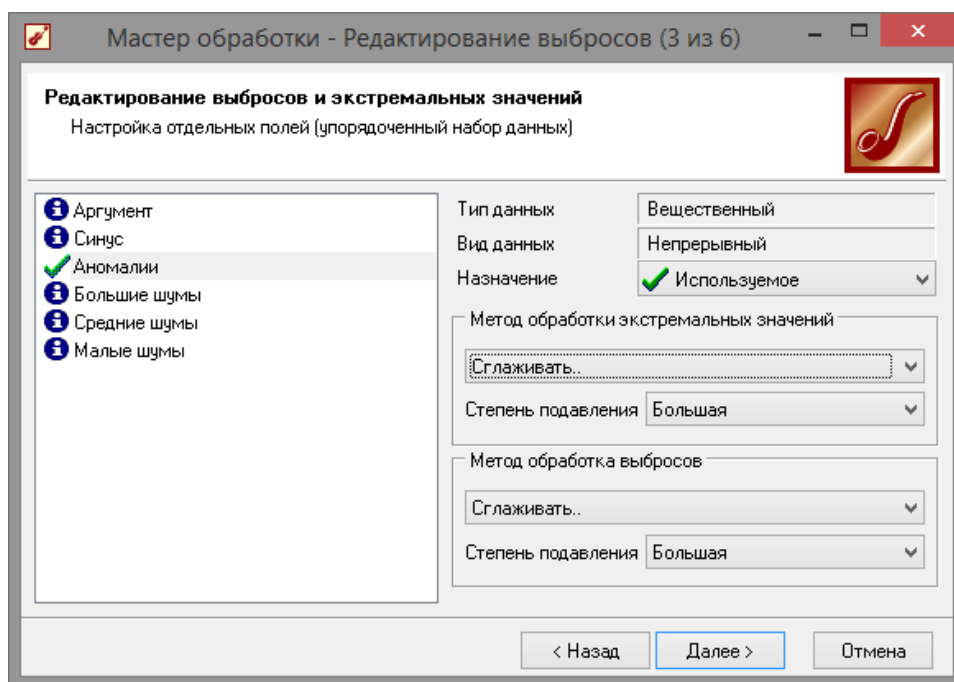 Мастер обработки - Редактирование выбросов (3 из 6)
Редактирование выбросов и экстремальных значений
Настройка отдельных полей (упорядоченный набор данных)
Аргумент
Синус
Аномалии
Большие шумы
Средние шумы
Малые шумы
Тип данных Вещественный
Вид данных Непрерывный
Назначение Используемое
Метод обработки экстремальных значений
Сглаживать..
Степень подавления Большая
Метод обработка выбросов
Сглаживать..
Степень подавления Большая
< Назад Далее > Отмена